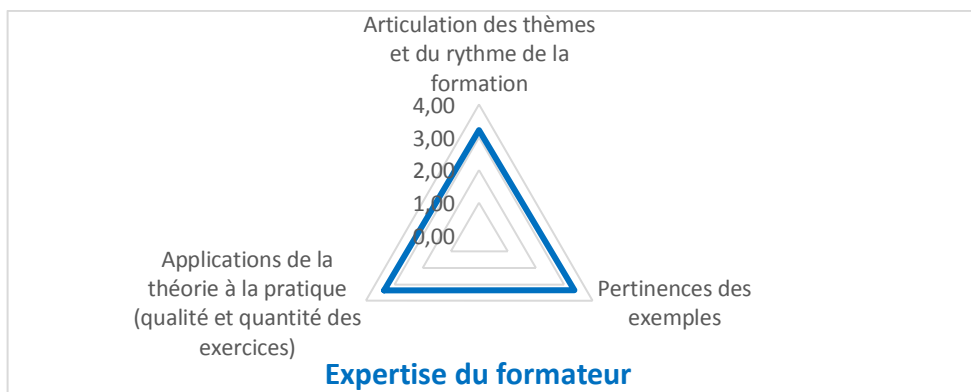 Articulation des thèmes
et du rythme de la
formation
4,00
3,00
2,00
1,00
0,00
Applications de la
théorie à la pratique
(qualité et quantité des
exercices)
Pertinences des
exemples
Expertise du formateur